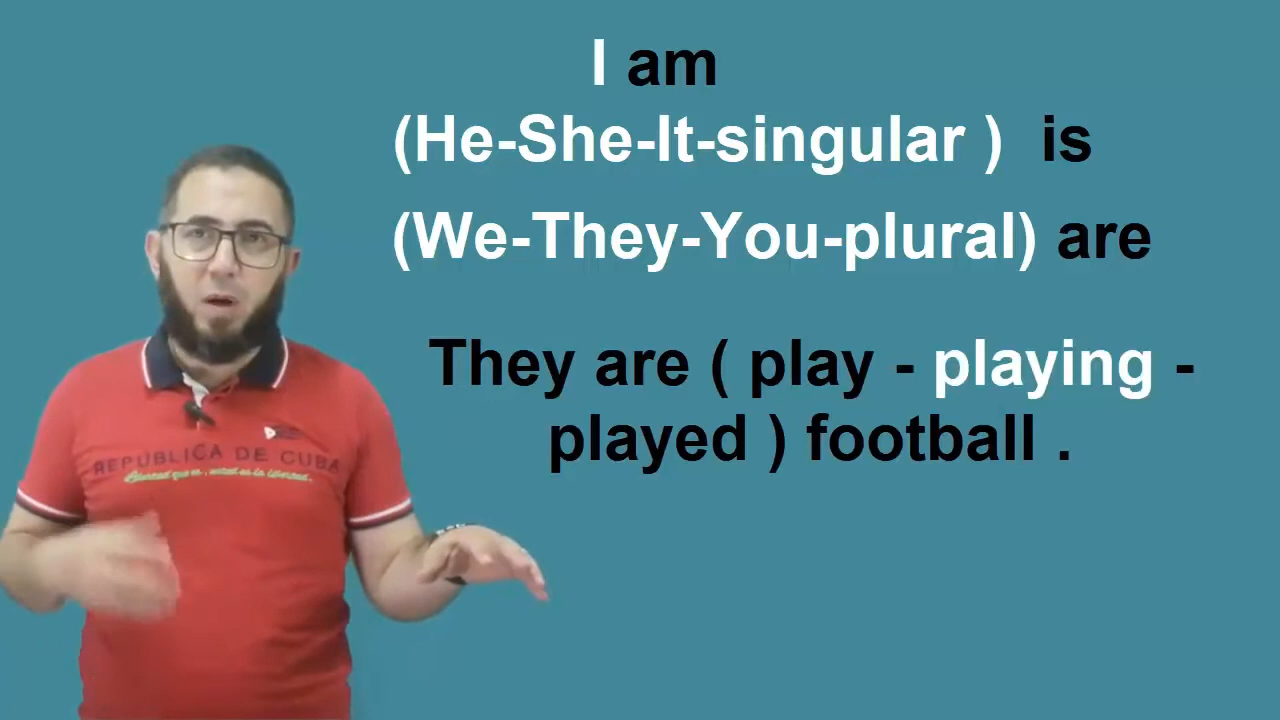 I am
(He-She-It-singular ) is
(We-They-You-plural) are
They are ( play - playing -
played ) football .
REPÚBLICA DE CUBA